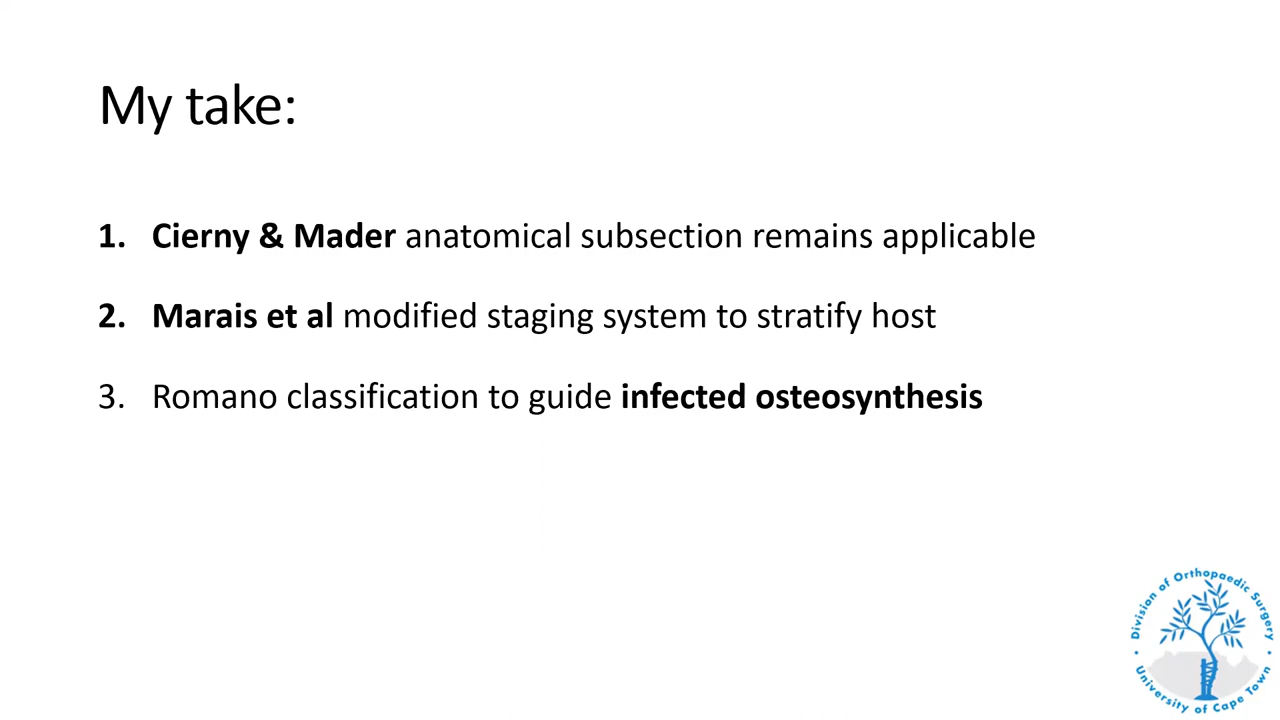 My take:
1. Cierny & Mader anatomical subsection remains applicable
2. Marais et al modified staging system to stratify host
3. Romano classification to guide infected osteosynthesis
Division of Orthopaedic Surgery
• University of Cape Town •